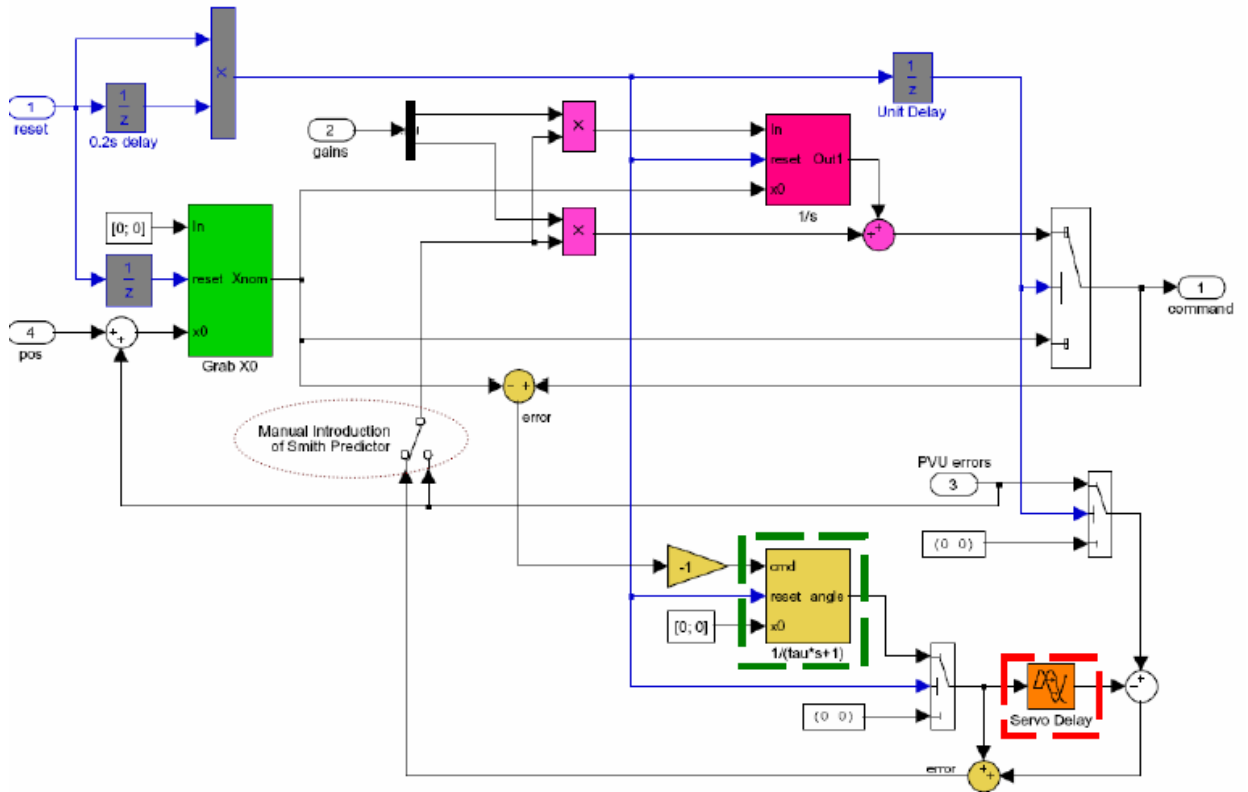 1
reset
1
z
0.2s delay
×
2
gains
×
×
In
reset Out1
x0
1/s
1
z
Unit Delay
[0; 0]
In
1
z
reset Xnom
x0
Grab X0
4
pos
+
+
+ +
1
command
- +
error
Manual Introduction
of Smith Predictor
PVU errors
3
(0 0)
-1
cmd
reset angle
x0
[0; 0]
1/(tau*s+1)
(0 0)
Servo Delay
- +
error
+ +